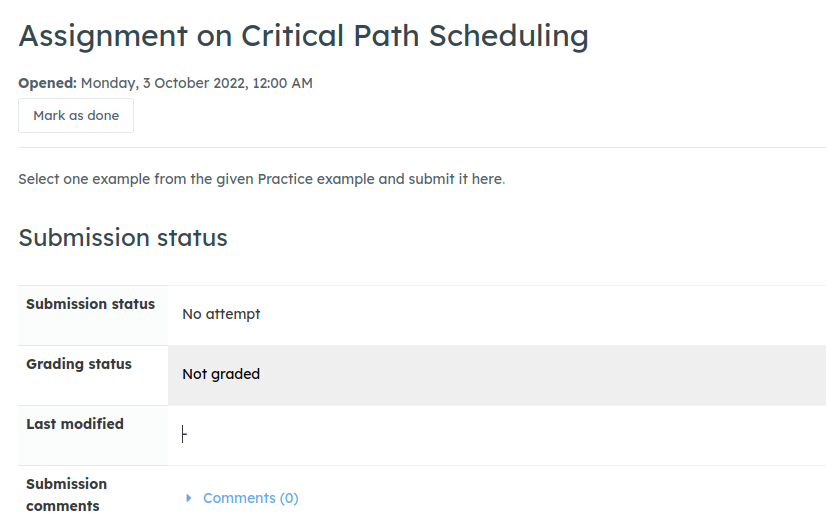 Assignment on Critical Path Scheduling
Opened: Monday, 3 October 2022, 12:00 AM
Mark as done
Select one example from the given Practice example and submit it here.
Submission status
Submission status
No attempt
Grading status
Not graded
Last modified
-
Submission
comments
Comments (0)